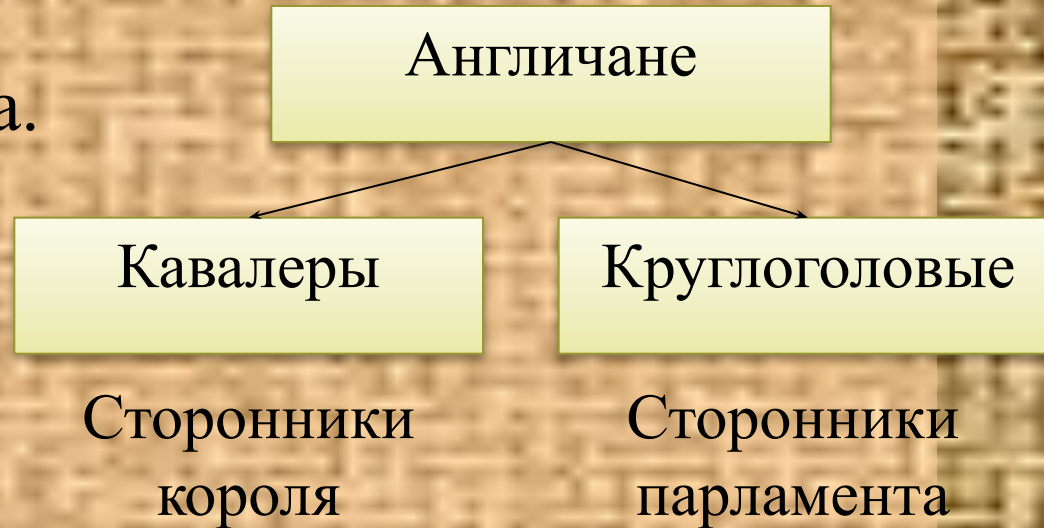 Англичане
а.
Кавалеры
Круглоголовые
Сторонники
короля
Сторонники
парламента